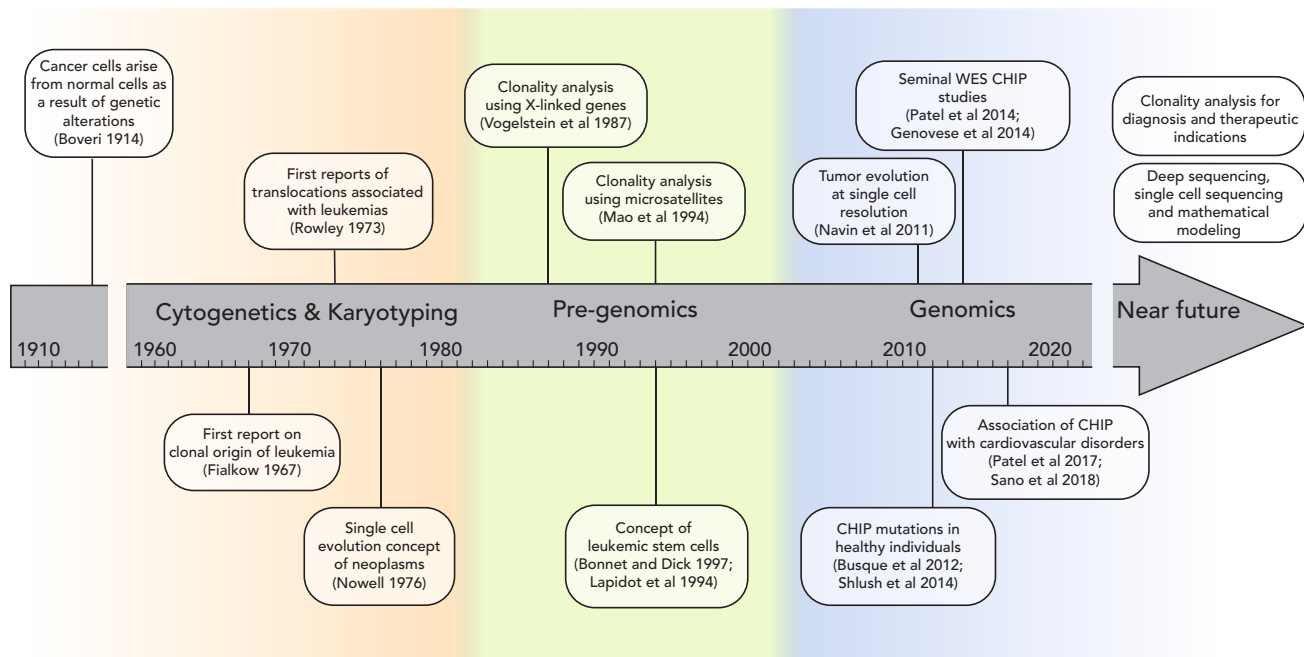 Cancer cells arise
from normal cells as
a result of genetic
alterations
(Boveri 1914)
First reports of
translocations associated
with leukemias
(Rowley 1973)
Clonality analysis
using X-linked genes
(Vogelstein et al 1987)
Clonality analysis
using microsatellites
(Mao et al 1994)
Seminal WES CHIP
studies
(Patel et al 2014;
Genovese et al 2014)
Tumor evolution
at single cell
resolution
(Navin et al 2011)
Clonality analysis for
diagnosis and therapeutic
indications
Deep sequencing,
single cell sequencing
and mathematical
modeling
Cytogenetics & Karyotyping
Pre-genomics
Genomics
Near future
1910
1960
1970
1980
1990
2000
2010
2020
First report on
clonal origin of leukemia
(Fialkow 1967)
Single cell
evolution concept
of neoplasms
(Nowell 1976)
Concept of
leukemic stem cells
(Bonnet and Dick 1997;
Lapidot et al 1994)
CHIP mutations in
healthy individuals
(Busque et al 2012;
Shlush et al 2014)
Association of CHIP
with cardiovascular disorders
(Patel et al 2017;
Sano et al 2018)